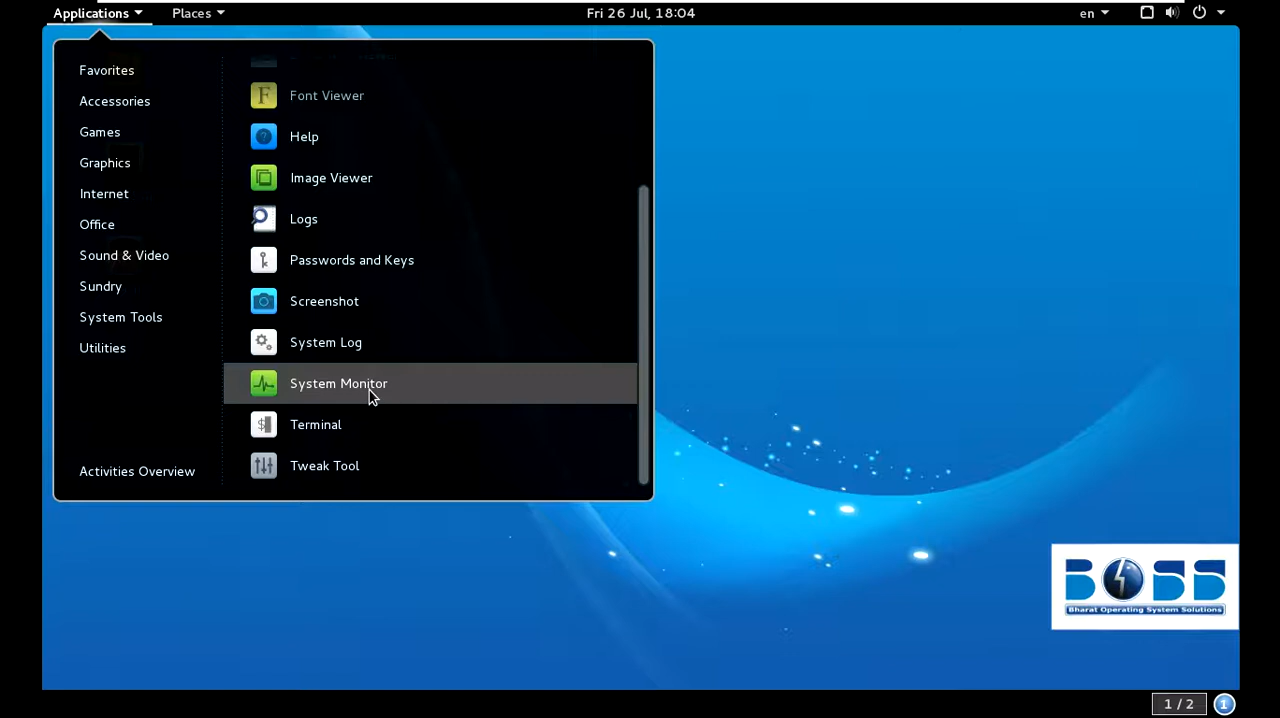 Applications
Places
Fri 26 Jul, 18:04
en
Favorites
Accessories
Games
Graphics
Internet
Office
Sound & Video
Sundry
System Tools
Utilities
Activities Overview
Font Viewer
Help
Image Viewer
Logs
Passwords and Keys
Screenshot
System Log
System Monitor
Terminal
Tweak Tool
BOSS
Bharat Operating System Solutions
1 / 2
1